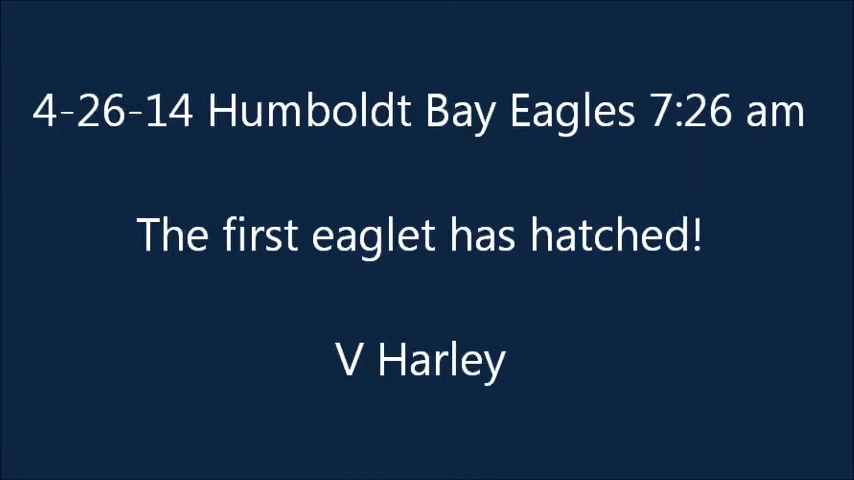 4-26-14 Humboldt Bay Eagles 7:26 am
The first eaglet has hatched!
V Harley